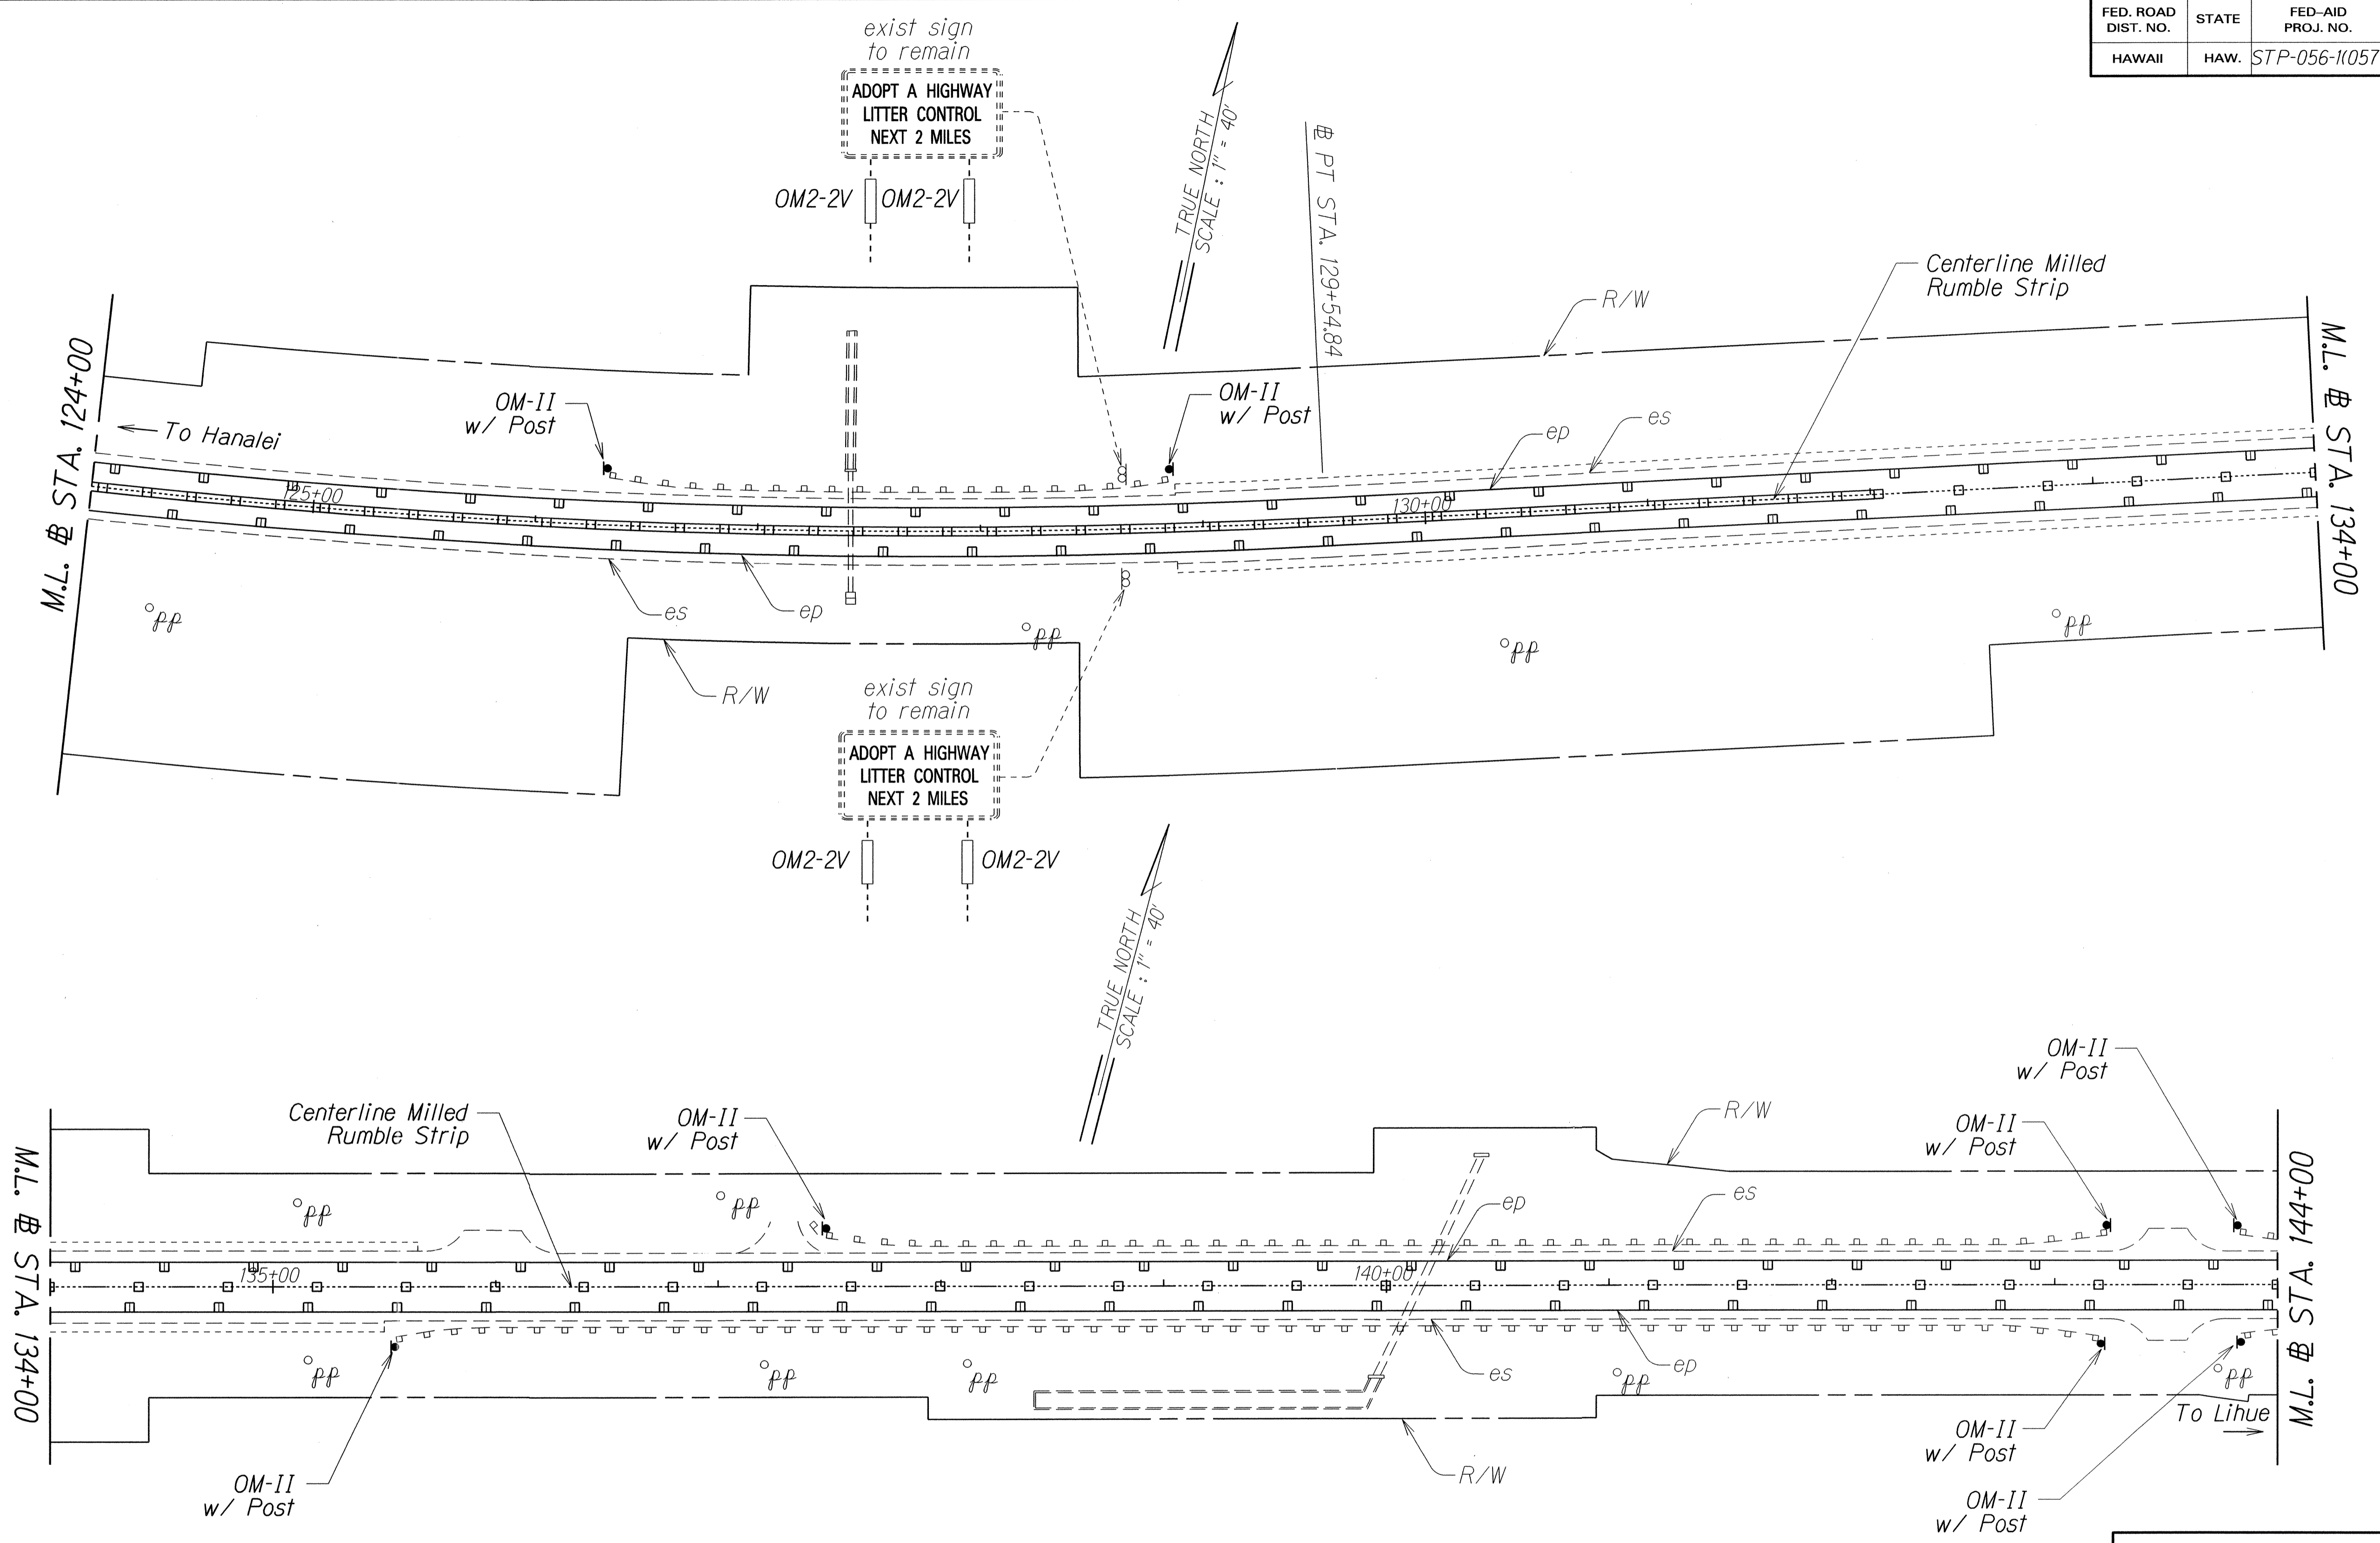 FED. ROAD DIST. NO.
STATE
FED-AID PROJ. NO.
HAWAII
HAW.
STP-056-1(057
exist sign
to remain
ADOPT A HIGHWAY
LITTER CONTROL
NEXT 2 MILES
OM2-2V
OM2-2V
TRUE NORTH
SCALE : 1" = 40'
℄ PT STA. 129+54.84
Centerline Milled
Rumble Strip
R/W
M.L. ℄ STA. 124+00
To Hanalei
OM-II
w/ Post
OM-II
w/ Post
ep
es
M.L. ℄ STA. 134+00
125+00
130+00
pp
es
ep
pp
pp
pp
R/W
exist sign
to remain
ADOPT A HIGHWAY
LITTER CONTROL
NEXT 2 MILES
OM2-2V
OM2-2V
TRUE NORTH
SCALE : 1" = 40'
Centerline Milled
Rumble Strip
OM-II
w/ Post
R/W
OM-II
w/ Post
OM-II
w/ Post
M.L. ℄ STA. 134+00
pp
pp
ep
es
M.L. ℄ STA. 144+00
135+00
140+00
pp
pp
pp
es
ep
pp
pp
To Lihue
OM-II
w/ Post
R/W
OM-II
w/ Post
OM-II
w/ Post